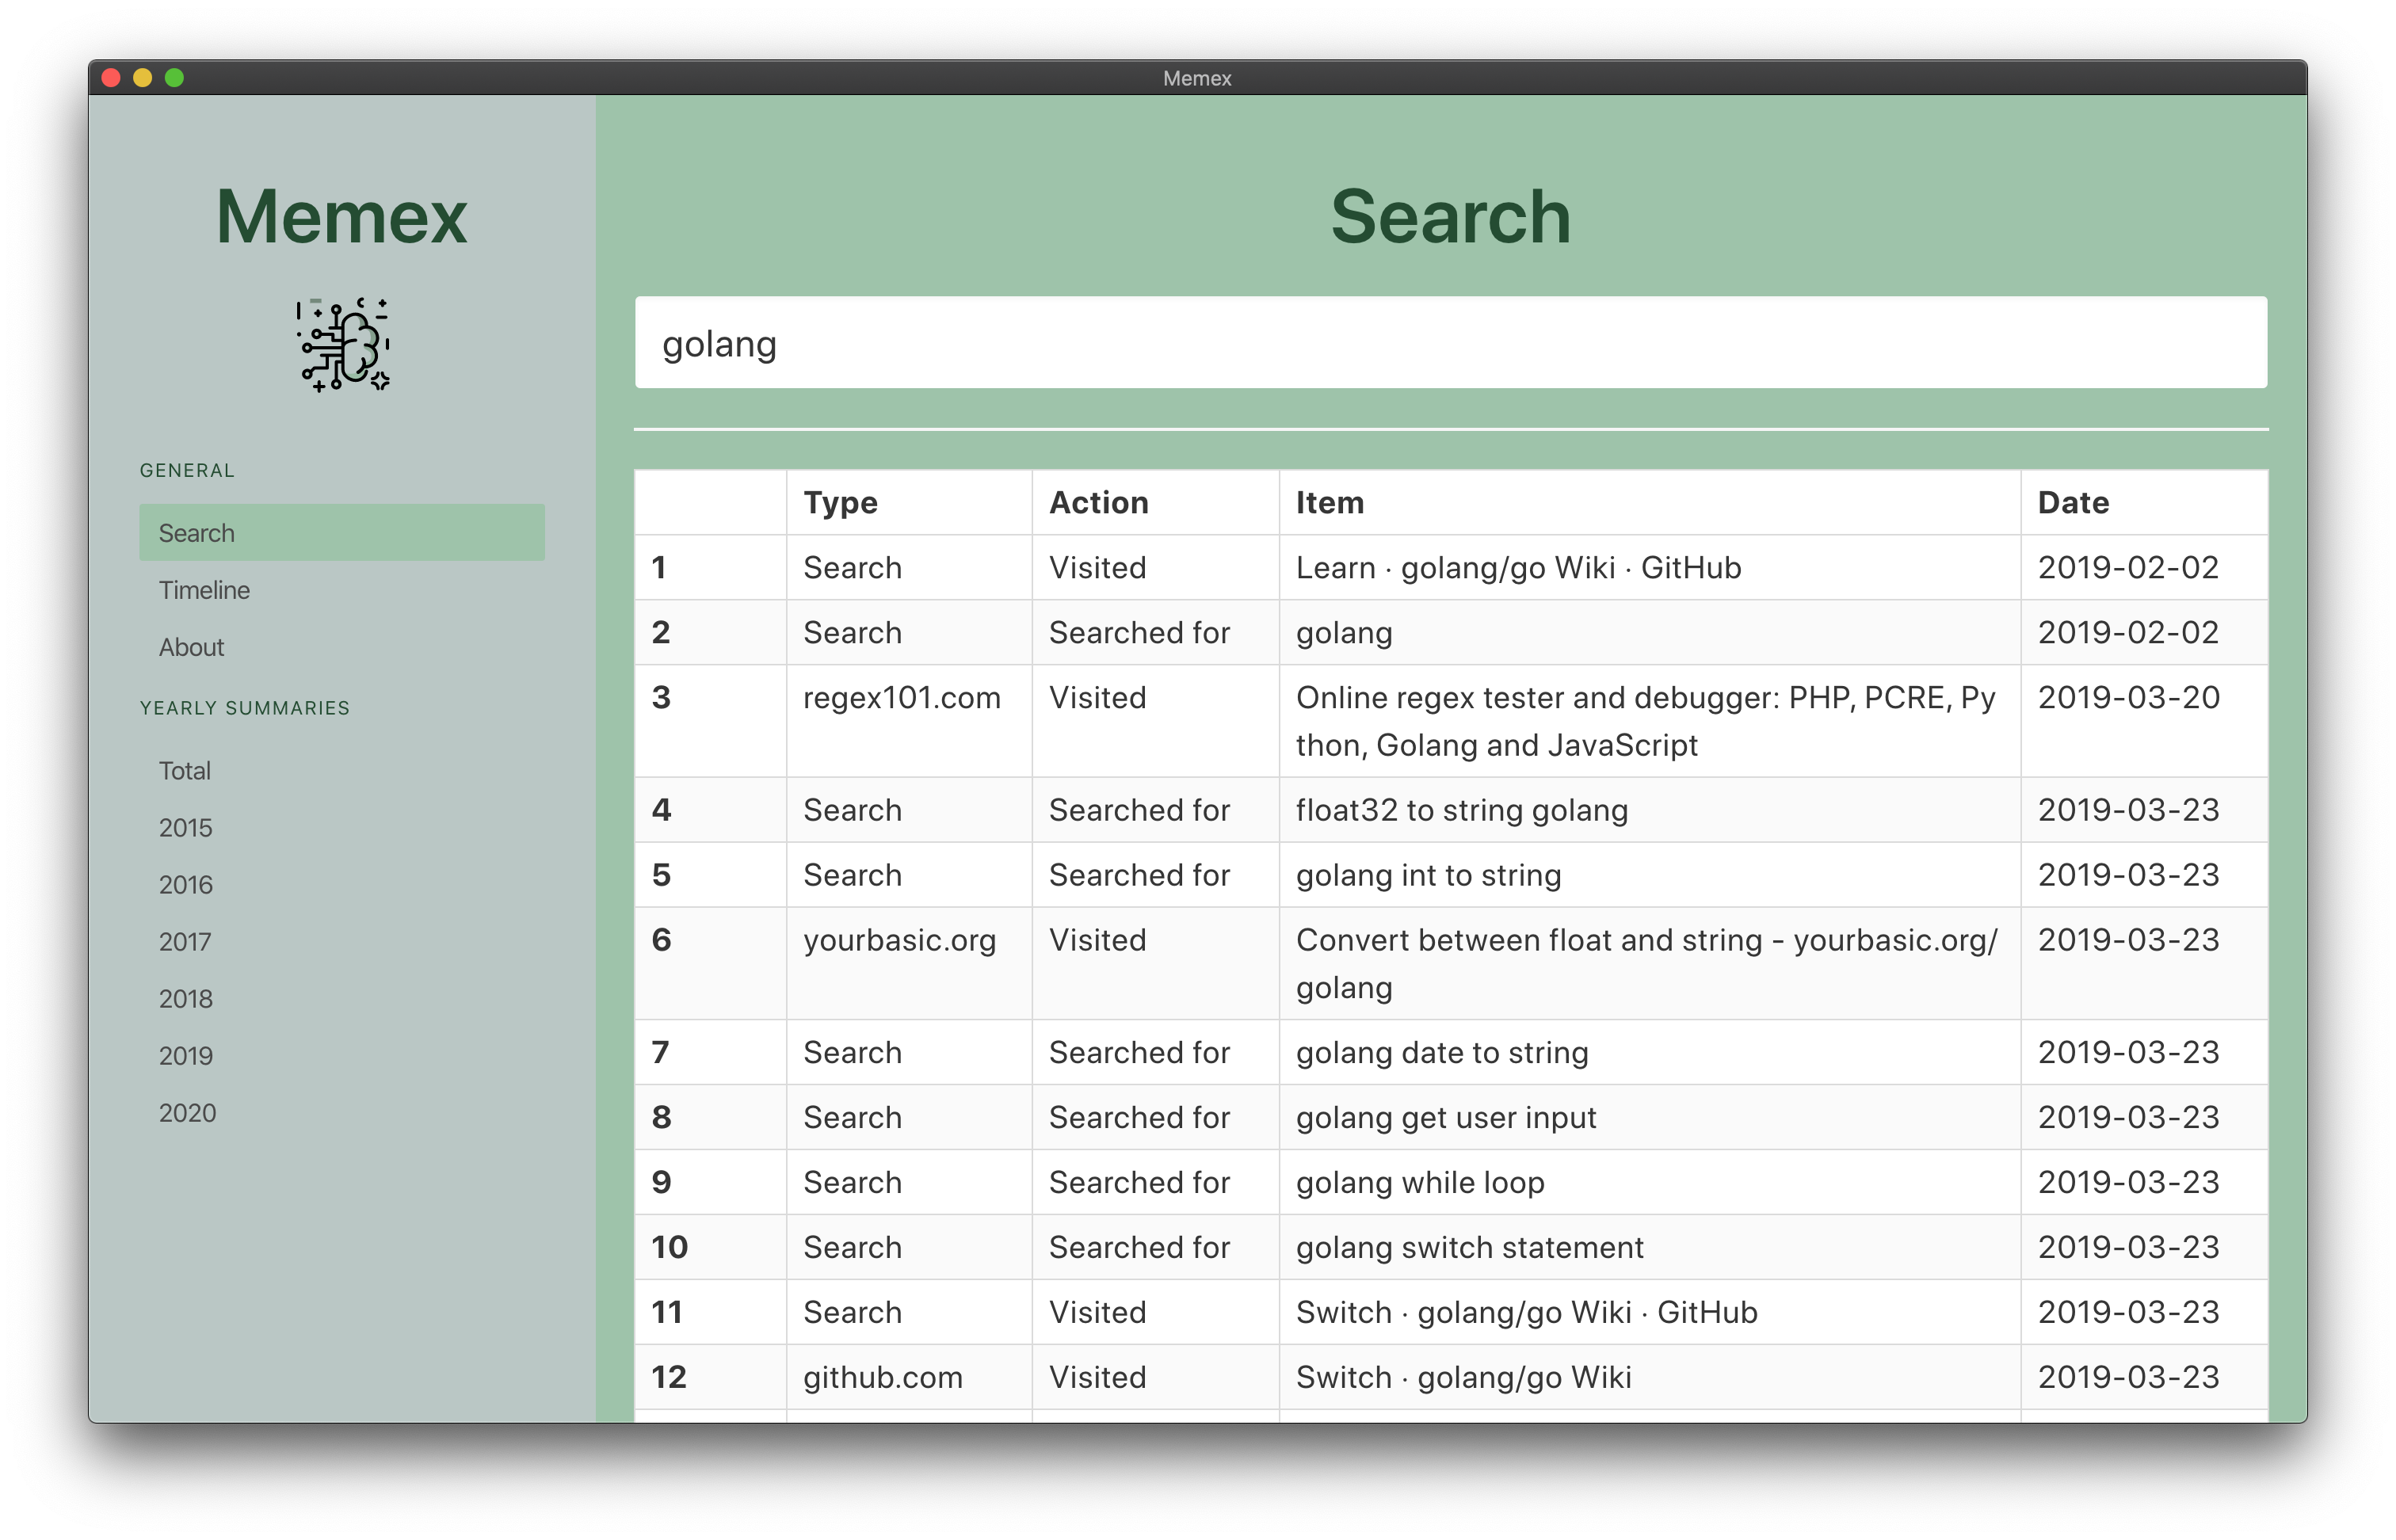 Memex
Memex
GENERAL
Search
Timeline
About
YEARLY SUMMARIES
Total
2015
2016
2017
2018
2019
2020
Search
golang
Type Action Item Date
1 Search Visited Learn · golang/go Wiki · GitHub 2019-02-02
2 Search Searched for golang 2019-02-02
3 regex101.com Visited Online regex tester and debugger: PHP, PCRE, Py 2019-03-20
thon, Golang and JavaScript
4 Search Searched for float32 to string golang 2019-03-23
5 Search Searched for golang int to string 2019-03-23
6 yourbasic.org Visited Convert between float and string - yourbasic.org/ 2019-03-23
golang
7 Search Searched for golang date to string 2019-03-23
8 Search Searched for golang get user input 2019-03-23
9 Search Searched for golang while loop 2019-03-23
10 Search Searched for golang switch statement 2019-03-23
11 Search Visited Switch · golang/go Wiki · GitHub 2019-03-23
12 github.com Visited Switch · golang/go Wiki 2019-03-23